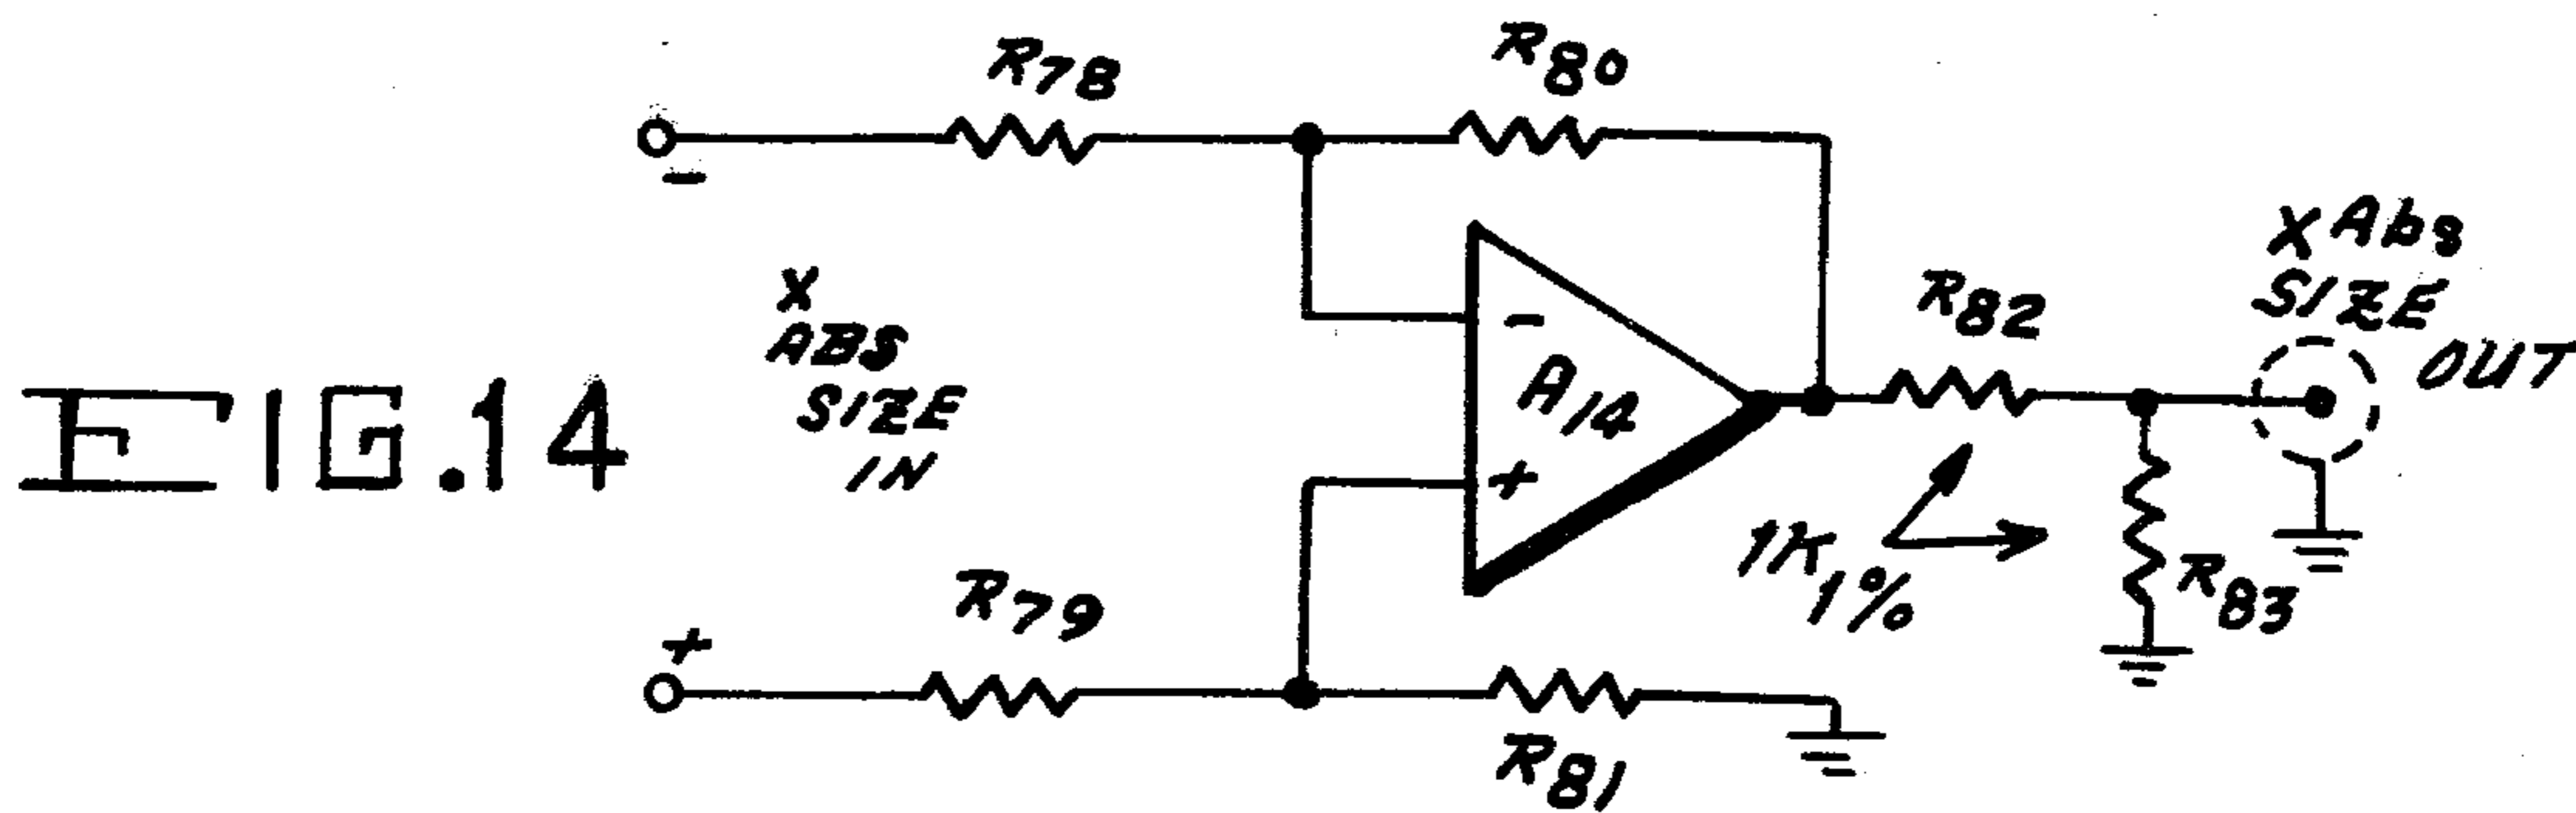 FIG.14
R78
R80
-
X
ABS
SIZE
IN
-
A14
+
R82
X Abs
SIZE
OUT
1K
1%
R83
+
R79
R81